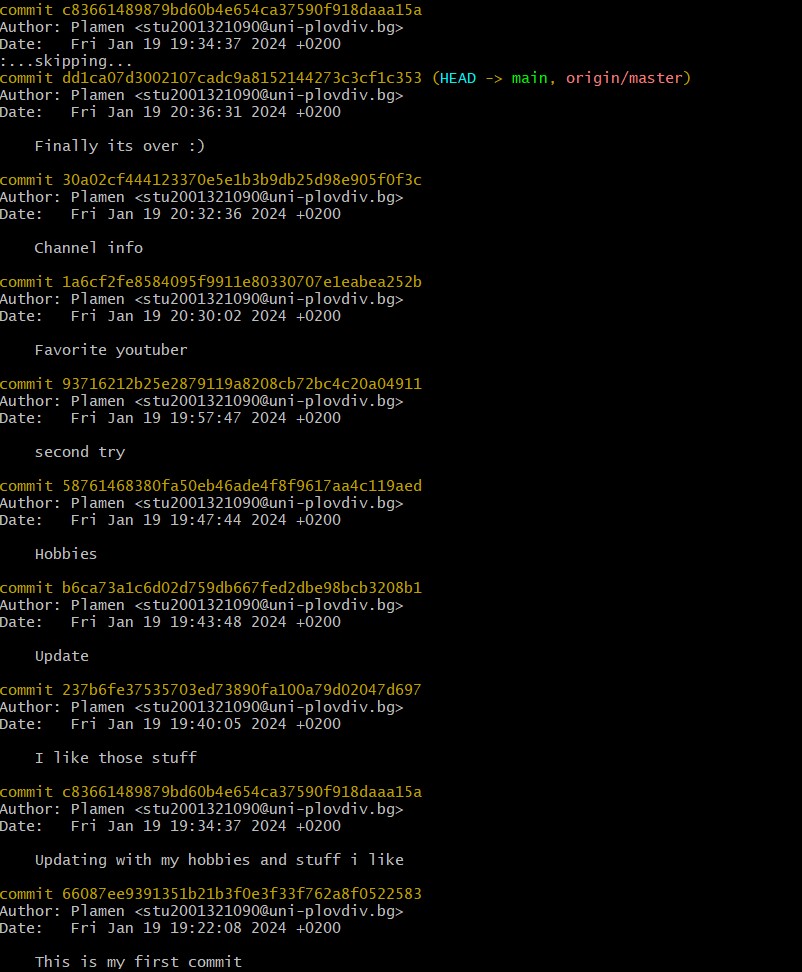 commit c83661489879bd60b4e654ca37590f918daaa15a
Author: Plamen <stu2001321090@uni-plovdiv.bg>
Date:   Fri Jan 19 19:34:37 2024 +0200
:...skipping...
commit dd1ca07d3002107cadc9a8152144273c3cf1c353 (HEAD -> main, origin/master)
Author: Plamen <stu2001321090@uni-plovdiv.bg>
Date:   Fri Jan 19 20:36:31 2024 +0200
    Finally its over :)
commit 30a02cf444123370e5e1b3b9db25d98e905f0f3c
Author: Plamen <stu2001321090@uni-plovdiv.bg>
Date:   Fri Jan 19 20:32:36 2024 +0200
    Channel info
commit 1a6cf2fe8584095f9911e80330707e1eabea252b
Author: Plamen <stu2001321090@uni-plovdiv.bg>
Date:   Fri Jan 19 20:30:02 2024 +0200
    Favorite youtuber
commit 93716212b25e2879119a8208cb72bc4c20a04911
Author: Plamen <stu2001321090@uni-plovdiv.bg>
Date:   Fri Jan 19 19:57:47 2024 +0200
    second try
commit 58761468380fa50eb46ade4f8f9617aa4c119aed
Author: Plamen <stu2001321090@uni-plovdiv.bg>
Date:   Fri Jan 19 19:47:44 2024 +0200
    Hobbies
commit b6ca73a1c6d02d759db667fed2dbe98bcb3208b1
Author: Plamen <stu2001321090@uni-plovdiv.bg>
Date:   Fri Jan 19 19:43:48 2024 +0200
    Update
commit 237b6fe37535703ed73890fa100a79d02047d697
Author: Plamen <stu2001321090@uni-plovdiv.bg>
Date:   Fri Jan 19 19:40:05 2024 +0200
    I like those stuff
commit c83661489879bd60b4e654ca37590f918daaa15a
Author: Plamen <stu2001321090@uni-plovdiv.bg>
Date:   Fri Jan 19 19:34:37 2024 +0200
    Updating with my hobbies and stuff i like
commit 66087ee9391351b21b3f0e3f33f762a8f0522583
Author: Plamen <stu2001321090@uni-plovdiv.bg>
Date:   Fri Jan 19 19:22:08 2024 +0200
    This is my first commit